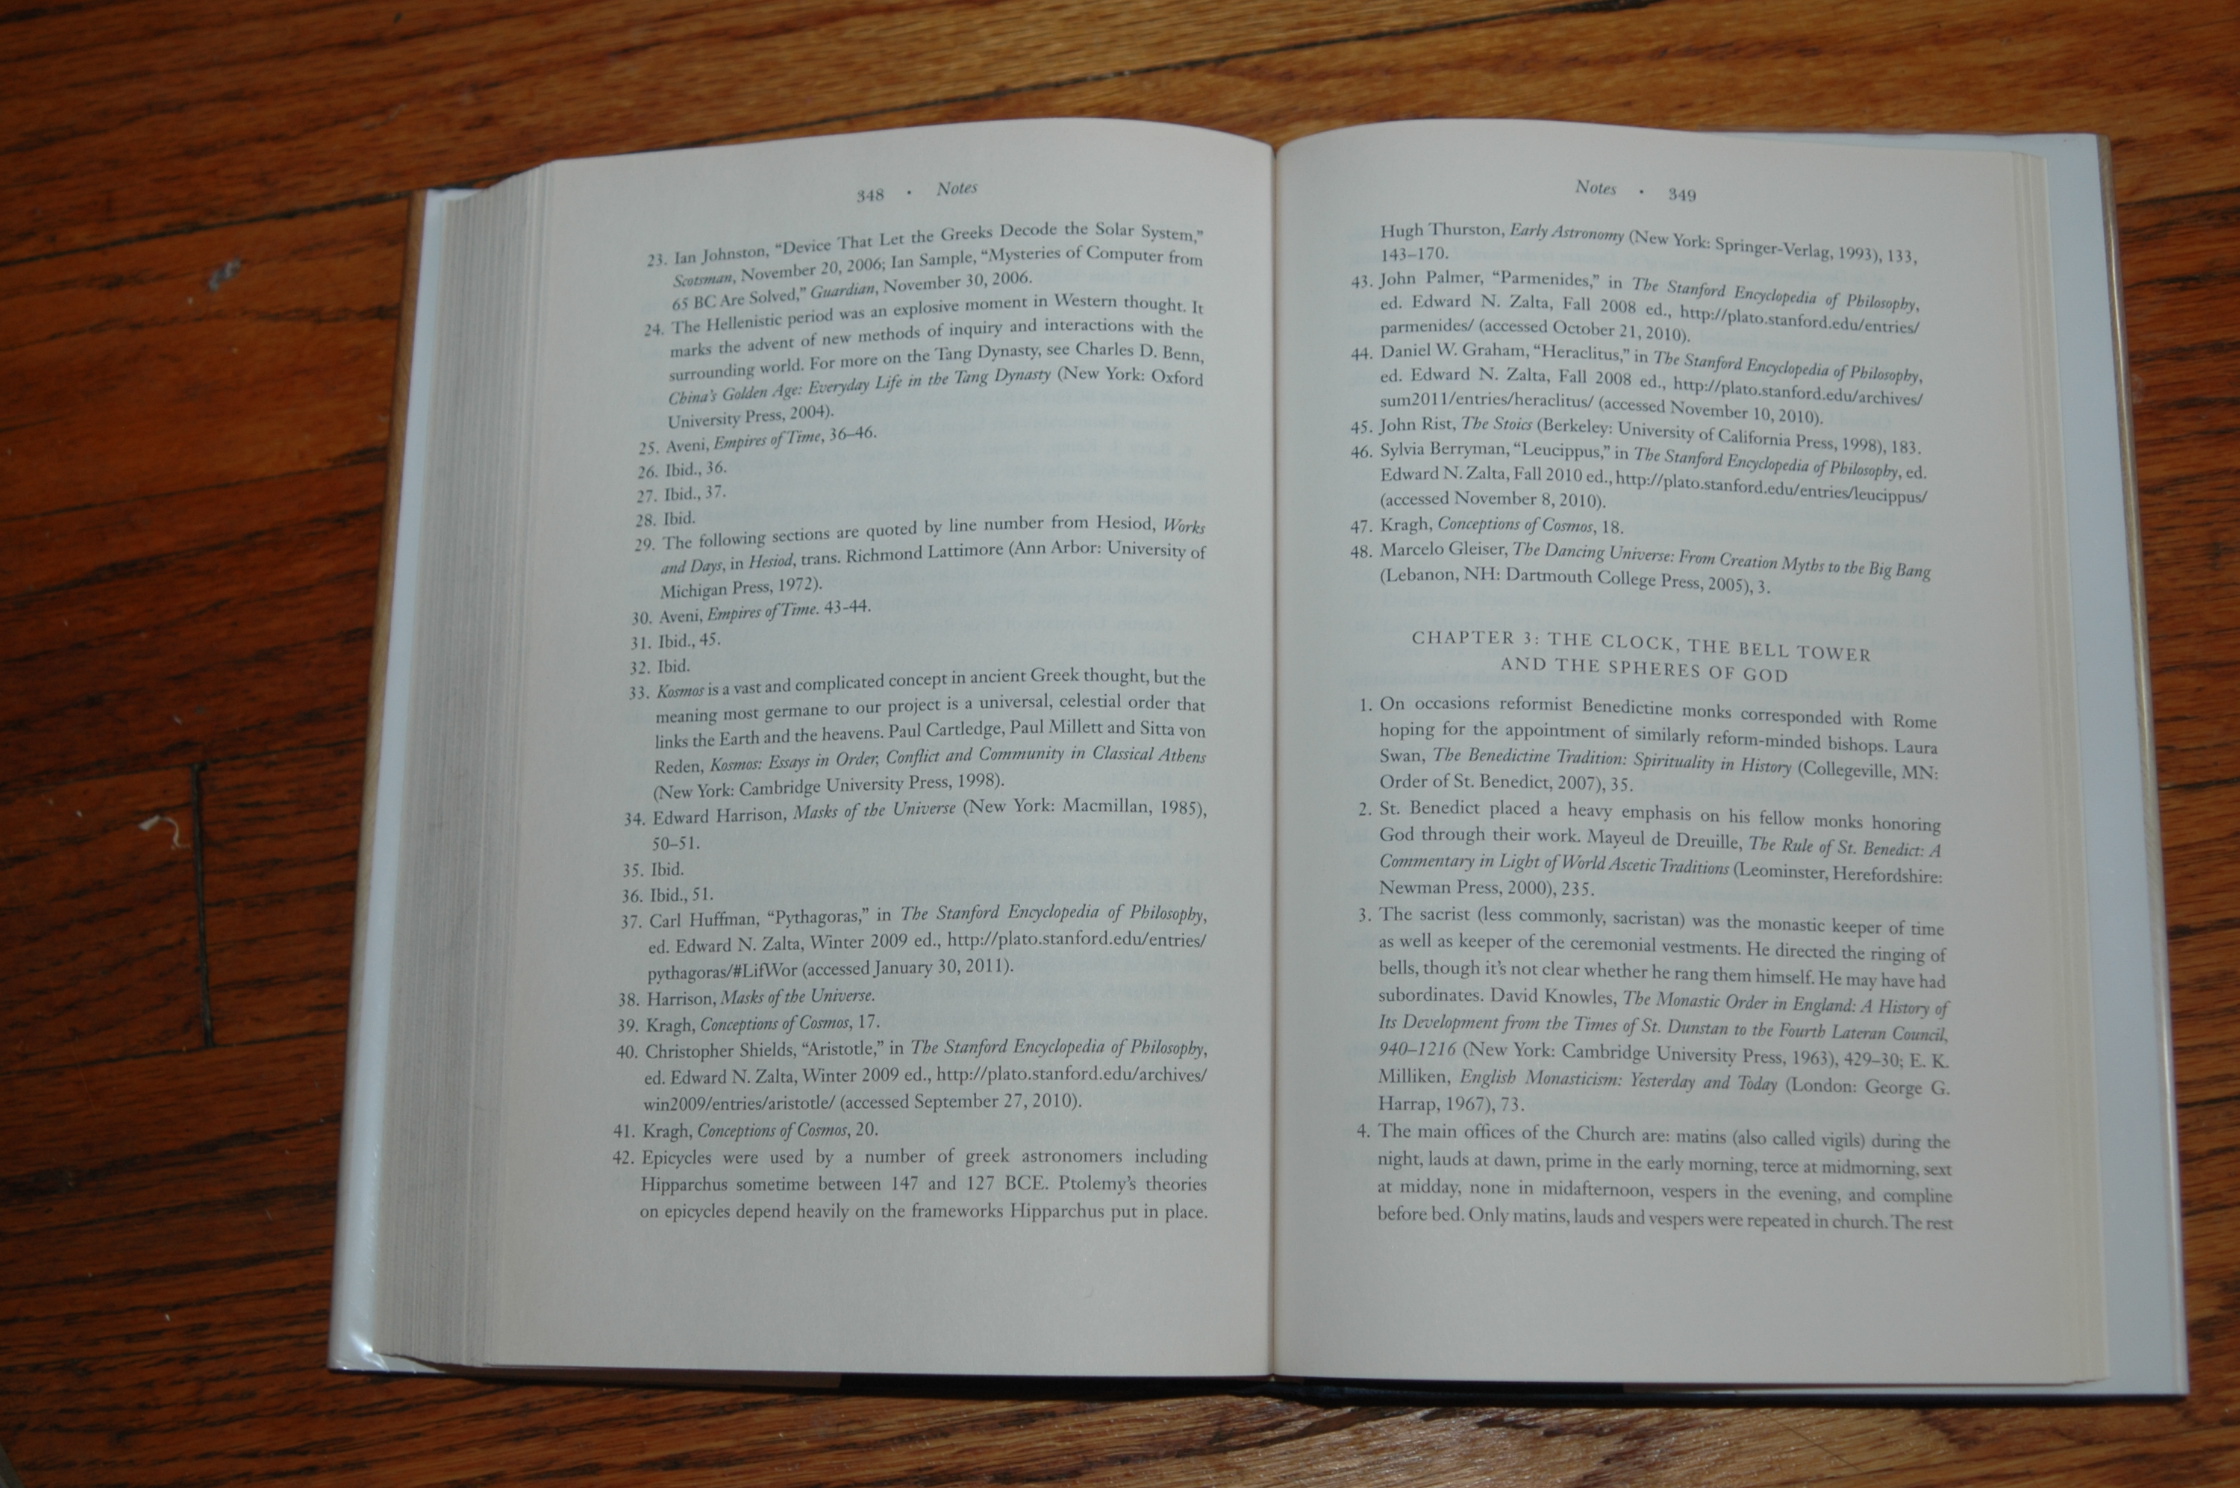 348 • Notes
23. Ian Johnston, “Device That Let the Greeks Decode the Solar System,”
Scotsman, November 20, 2006; Ian Sample, “Mysteries of Computer from
65 BC Are Solved,” Guardian, November 30, 2006.
24. The Hellenistic period was an explosive moment in Western thought. It
marks the advent of new methods of inquiry and interactions with the
surrounding world. For more on the Tang Dynasty, see Charles D. Benn,
China’s Golden Age: Everyday Life in the Tang Dynasty (New York: Oxford
University Press, 2004).
25. Aveni, Empires of Time, 36–46.
26. Ibid., 36.
27. Ibid., 37.
28. Ibid.
29. The following sections are quoted by line number from Hesiod, Works
and Days, in Hesiod, trans. Richmond Lattimore (Ann Arbor: University of
Michigan Press, 1972).
30. Aveni, Empires of Time. 43-44.
31. Ibid., 45.
32. Ibid.
33. Kosmos is a vast and complicated concept in ancient Greek thought, but the
meaning most germane to our project is a universal, celestial order that
links the Earth and the heavens. Paul Cartledge, Paul Millett and Sitta von
Reden, Kosmos: Essays in Order, Conflict and Community in Classical Athens
(New York: Cambridge University Press, 1998).
34. Edward Harrison, Masks of the Universe (New York: Macmillan, 1985),
50–51.
35. Ibid.
36. Ibid., 51.
37. Carl Huffman, “Pythagoras,” in The Stanford Encyclopedia of Philosophy,
ed. Edward N. Zalta, Winter 2009 ed., http://plato.stanford.edu/entries/
pythagoras/#LifWor (accessed January 30, 2011).
38. Harrison, Masks of the Universe.
39. Kragh, Conceptions of Cosmos, 17.
40. Christopher Shields, “Aristotle,” in The Stanford Encyclopedia of Philosophy,
ed. Edward N. Zalta, Winter 2009 ed., http://plato.stanford.edu/archives/
win2009/entries/aristotle/ (accessed September 27, 2010).
41. Kragh, Conceptions of Cosmos, 20.
42. Epicycles were used by a number of greek astronomers including
Hipparchus sometime between 147 and 127 BCE. Ptolemy’s theories
on epicycles depend heavily on the frameworks Hipparchus put in place.
Notes • 349
Hugh Thurston, Early Astronomy (New York: Springer-Verlag, 1993), 133,
143–170.
43. John Palmer, “Parmenides,” in The Stanford Encyclopedia of Philosophy,
ed. Edward N. Zalta, Fall 2008 ed., http://plato.stanford.edu/entries/
parmenides/ (accessed October 21, 2010).
44. Daniel W. Graham, “Heraclitus,” in The Stanford Encyclopedia of Philosophy,
ed. Edward N. Zalta, Fall 2008 ed., http://plato.stanford.edu/archives/
sum2011/entries/heraclitus/ (accessed November 10, 2010).
45. John Rist, The Stoics (Berkeley: University of California Press, 1998), 183.
46. Sylvia Berryman, “Leucippus,” in The Stanford Encyclopedia of Philosophy, ed.
Edward N. Zalta, Fall 2010 ed., http://plato.stanford.edu/entries/leucippus/
(accessed November 8, 2010).
47. Kragh, Conceptions of Cosmos, 18.
48. Marcelo Gleiser, The Dancing Universe: From Creation Myths to the Big Bang
(Lebanon, NH: Dartmouth College Press, 2005), 3.
CHAPTER 3: THE CLOCK, THE BELL TOWER
AND THE SPHERES OF GOD
1. On occasions reformist Benedictine monks corresponded with Rome
hoping for the appointment of similarly reform-minded bishops. Laura
Swan, The Benedictine Tradition: Spirituality in History (Collegeville, MN:
Order of St. Benedict, 2007), 35.
2. St. Benedict placed a heavy emphasis on his fellow monks honoring
God through their work. Mayeul de Dreuille, The Rule of St. Benedict: A
Commentary in Light of World Ascetic Traditions (Leominster, Herefordshire:
Newman Press, 2000), 235.
3. The sacrist (less commonly, sacristan) was the monastic keeper of time
as well as keeper of the ceremonial vestments. He directed the ringing of
bells, though it’s not clear whether he rang them himself. He may have had
subordinates. David Knowles, The Monastic Order in England: A History of
Its Development from the Times of St. Dunstan to the Fourth Lateran Council,
940–1216 (New York: Cambridge University Press, 1963), 429–30; E. K.
Milliken, English Monasticism: Yesterday and Today (London: George G.
Harrap, 1967), 73.
4. The main offices of the Church are: matins (also called vigils) during the
night, lauds at dawn, prime in the early morning, terce at midmorning, sext
at midday, none in midafternoon, vespers in the evening, and compline
before bed. Only matins, lauds and vespers were repeated in church. The rest